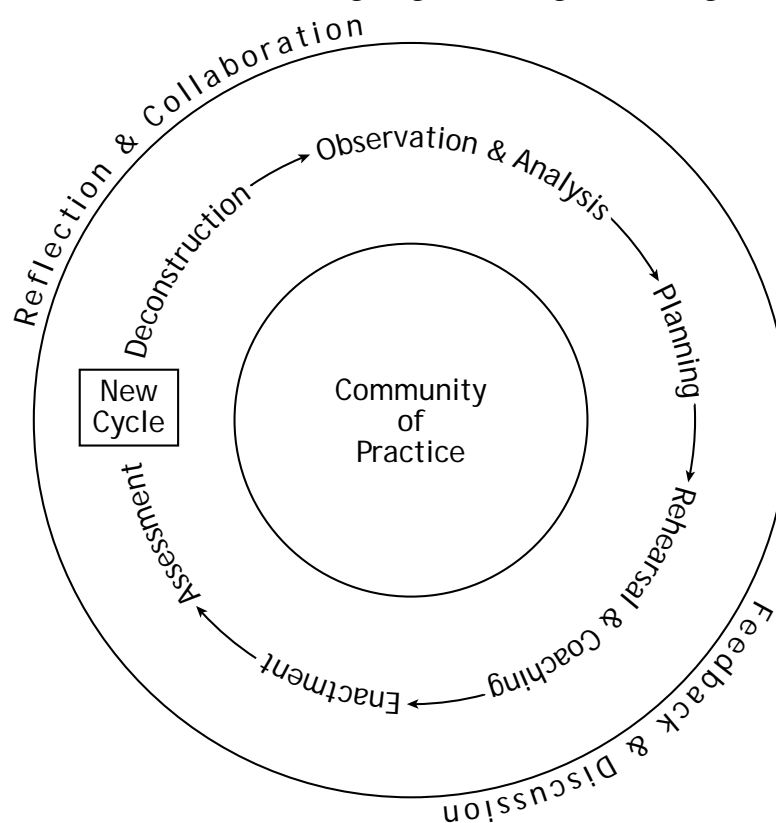 Reflection & Collaboration
Observation & Analysis
Deconstruction
Planning
New
Cycle
Community
of
Practice
Assessment
Rehearsal & Coaching
Enactment
Feedback & Discussion